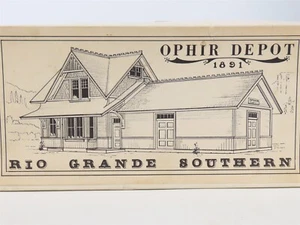 OPHIR DEPOT
1891
RIO GRANDE SOUTHERN